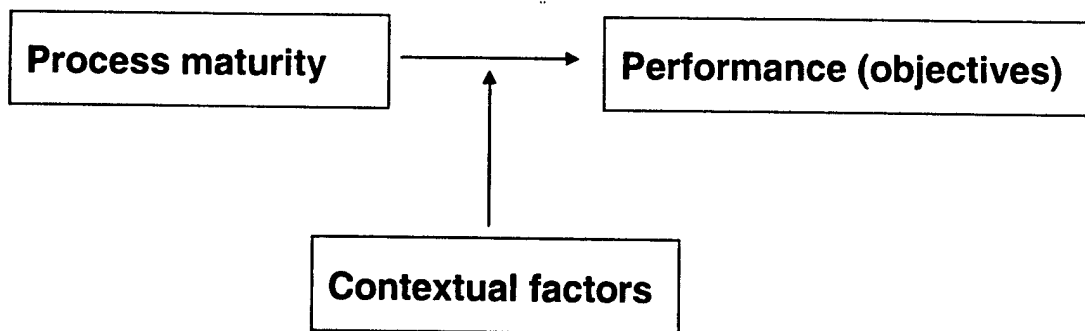 Process maturity
Performance (objectives)
Contextual factors